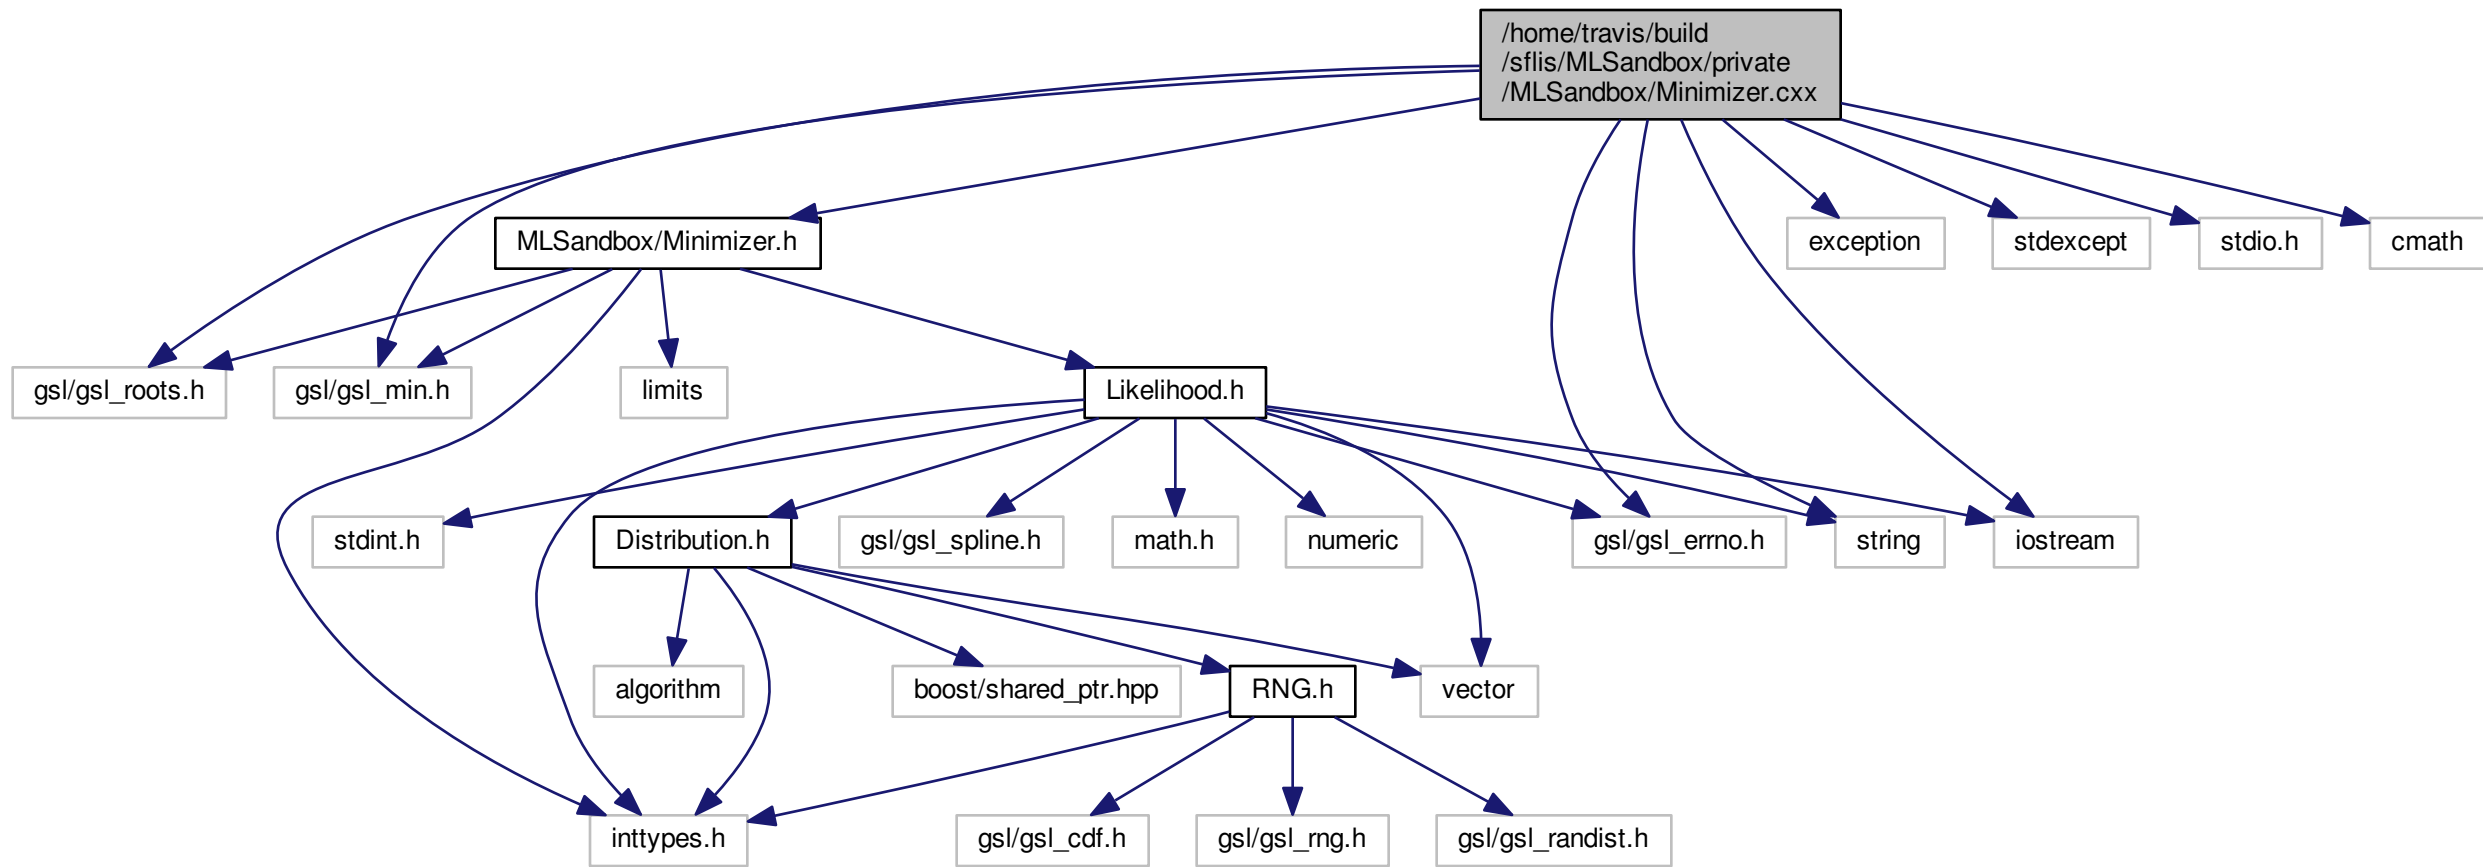 /home/travis/build
/sflis/MLSandbox/private
/MLSandbox/Minimizer.cxx
MLSandbox/Minimizer.h
exception
stdexcept
stdio.h
cmath
gsl/gsl_roots.h
gsl/gsl_min.h
limits
Likelihood.h
stdint.h
Distribution.h
gsl/gsl_spline.h
math.h
numeric
gsl/gsl_errno.h
string
iostream
algorithm
boost/shared_ptr.hpp
RNG.h
vector
inttypes.h
gsl/gsl_cdf.h
gsl/gsl_rng.h
gsl/gsl_randist.h